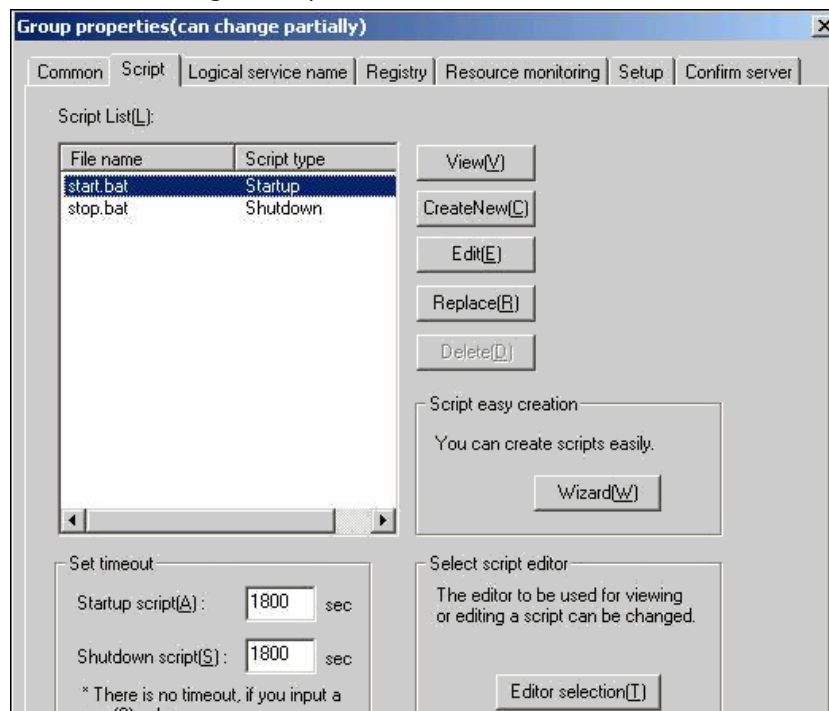 Group properties(can change partially)
Common Script Logical service name Registry Resource monitoring Setup Confirm server
Script List(L):
File name Script type
start.bat Startup
stop.bat Shutdown
View(V)
CreateNew(C)
Edit(E)
Replace(R)
Delete(D)
Script easy creation
You can create scripts easily.
Wizard(W)
Set timeout
Startup script(A) : 1800 sec
Shutdown script(S) : 1800 sec
* There is no timeout, if you input a
Select script editor
The editor to be used for viewing
or editing a script can be changed.
Editor selection(T)